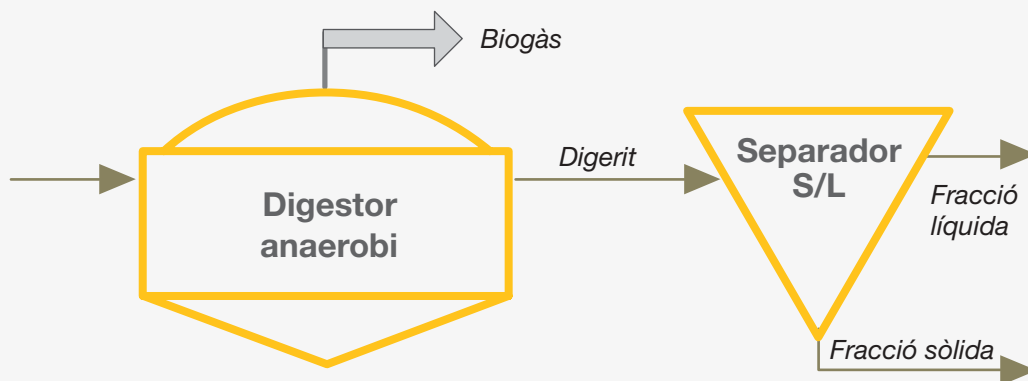 Biogàs
Digestor
anaerobi
Digerit
Separador
S/L
Fracció
líquida
Fracció sòlida